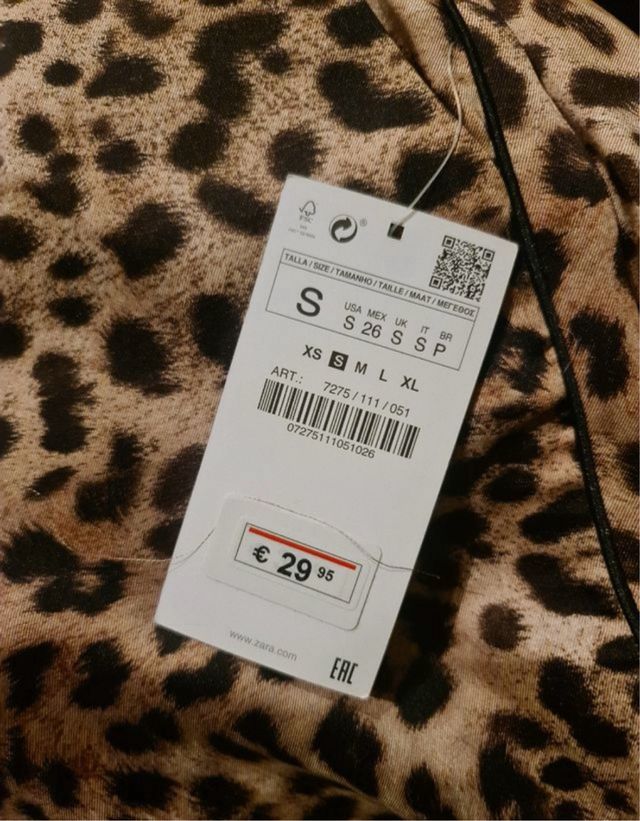 FSC
TALLA / SIZE / TAMANHO / TAILLE / MAAT / ΜΕΓΕΘΟΣ
S
USA MEX UK IT BR
S 26 S S P
XS S M L XL
ART.: 7275 / 111 / 051
07275111051026
€ 29 95
www.zara.com
EAC